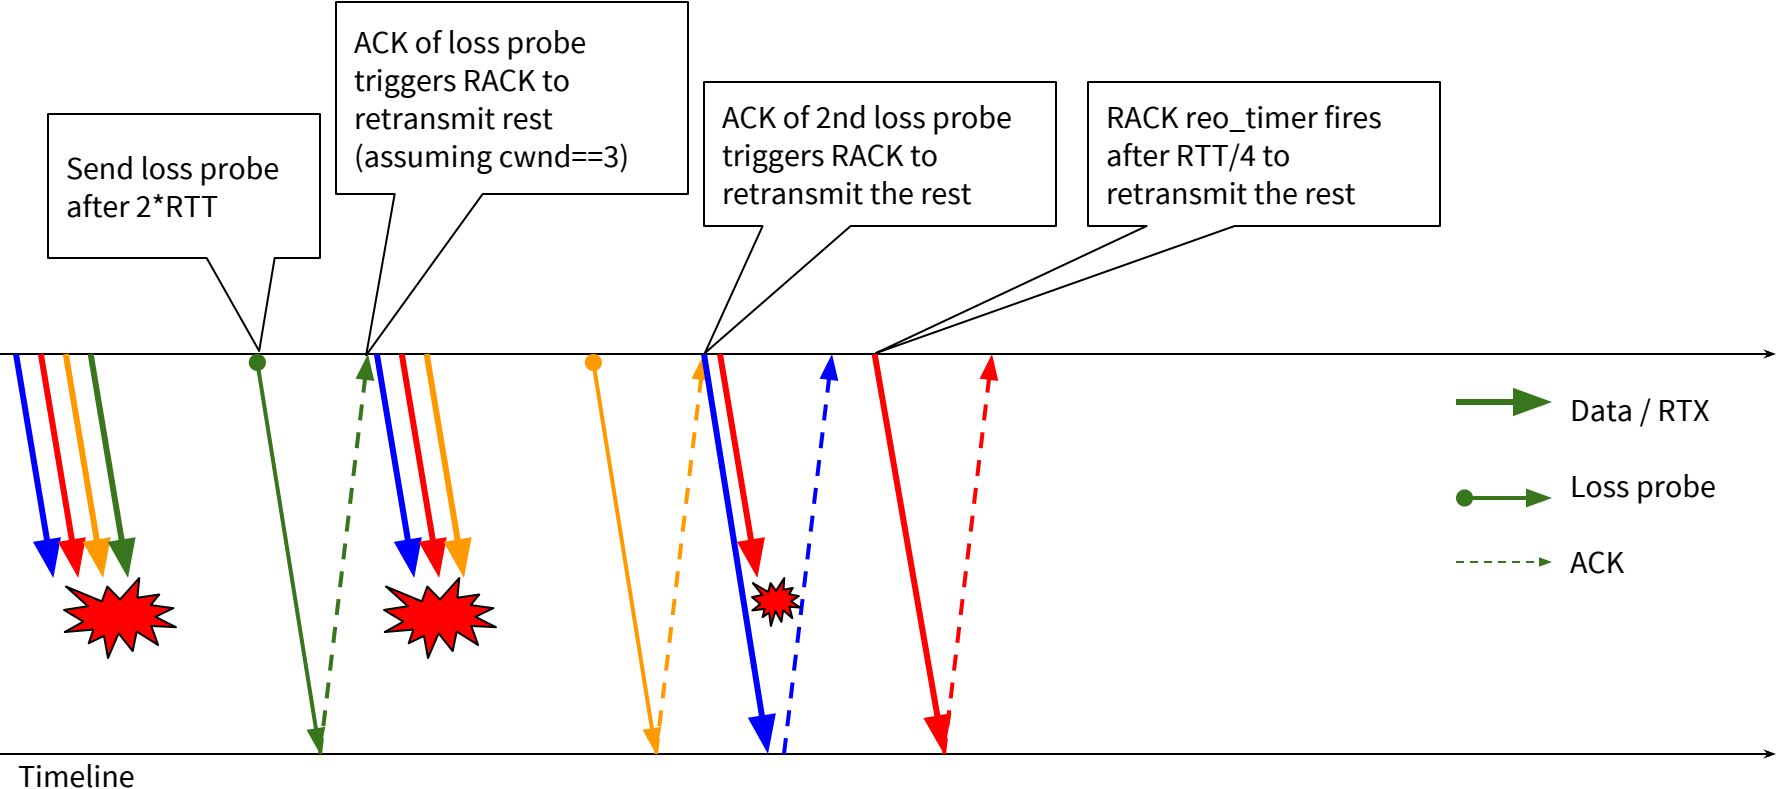 Send loss probe
after 2*RTT
ACK of loss probe
triggers RACK to
retransmit rest
(assuming cwnd==3)
ACK of 2nd loss probe
triggers RACK to
retransmit the rest
RACK reo_timer fires
after RTT/4 to
retransmit the rest
Data / RTX
Loss probe
ACK
Timeline